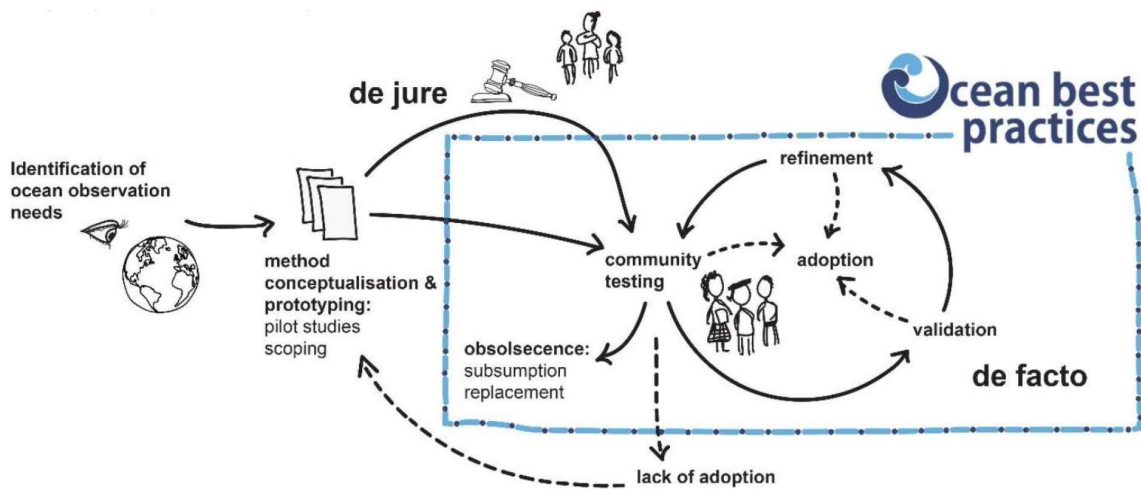 de jure
Ocean best
practices
refinement
Identification of
ocean observation
needs
method
conceptualisation &
prototyping:
pilot studies
scoping
community
testing
adoption
validation
obsolsecence:
subsumption
replacement
de facto
lack of adoption